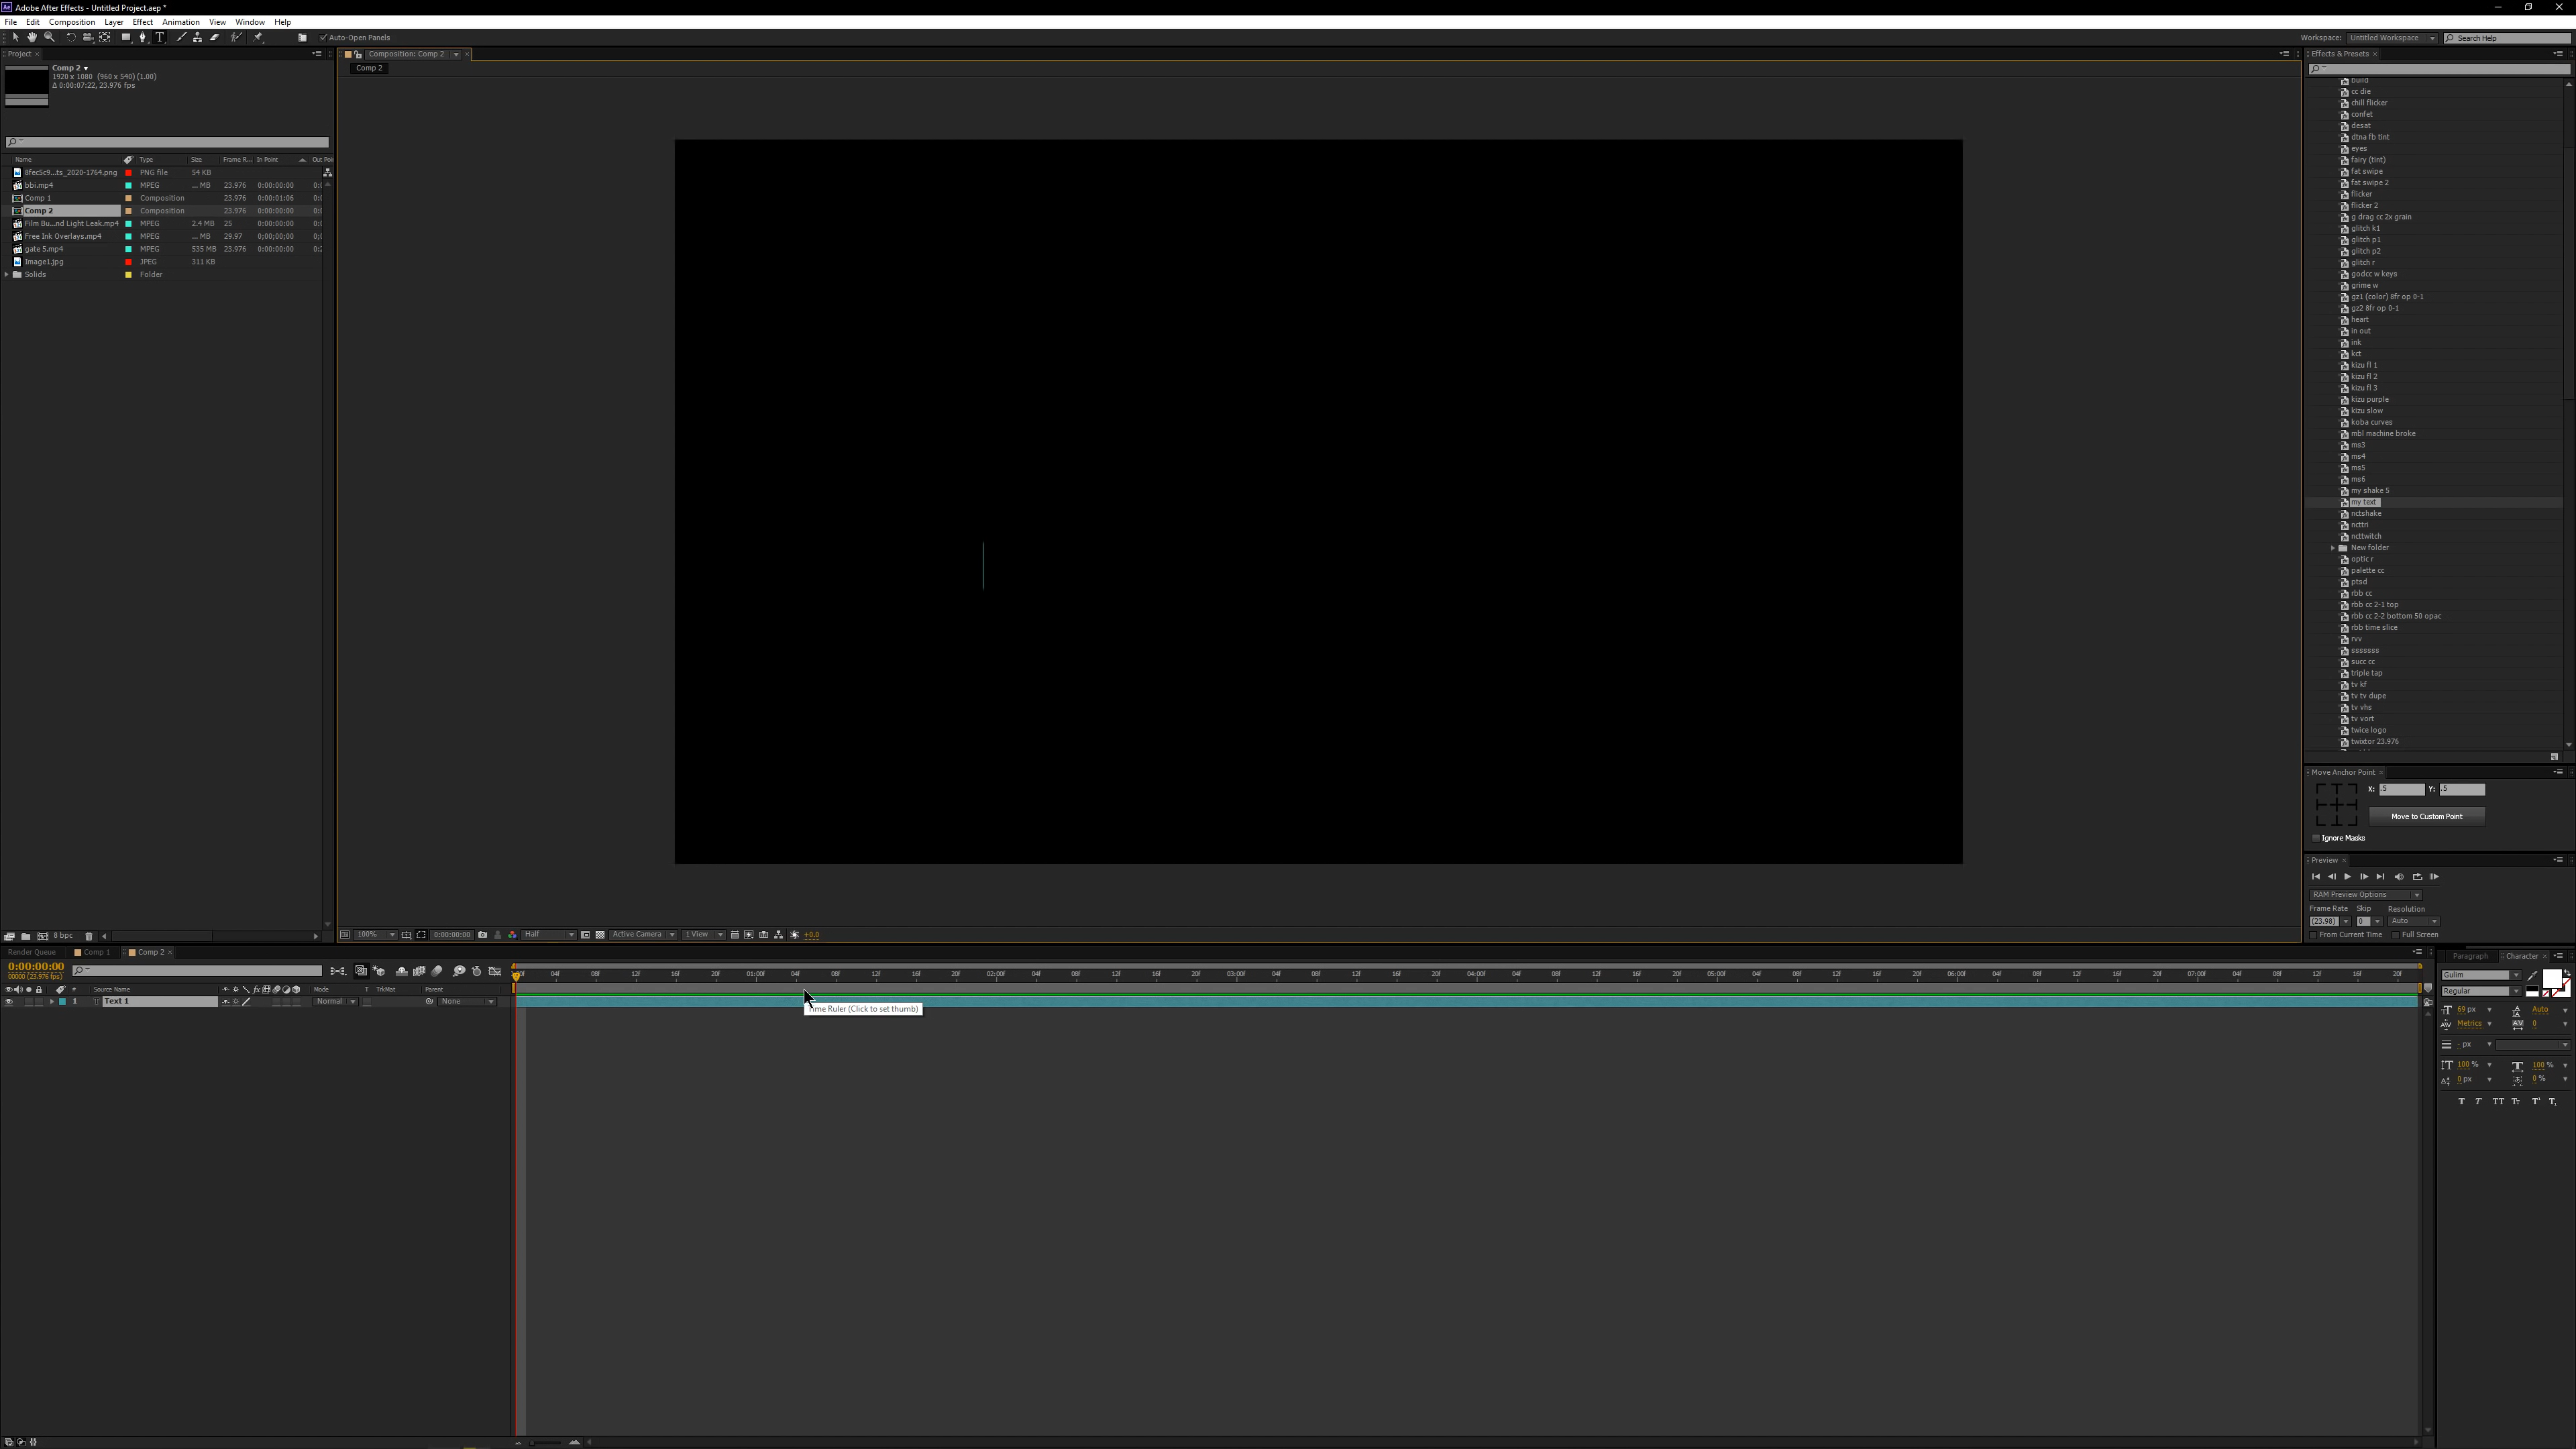 Adobe After Effects - Untitled Project.aep *
File Edit Composition Layer Effect Animation View Window Help
Auto-Open Panels
Workspace: Untitled Workspace Search Help
Project
Comp 2
1920 x 1080 (960 x 540) (1.00)
Δ 0:00:07:22, 23.976 fps
Name Type Size Frame R... In Point Out Poi
8fec5c9...ts_2020-1764.png PNG file 54 KB
bbi.mp4 MPEG ... MB 23.976 0:00:00:00
Comp 1 Composition 23.976 0:00:01:06
Comp 2 Composition 23.976 0:00:00:00
Film Bu...nd Light Leak.mp4 MPEG 2.4 MB 25 0:00:00:00
Free Ink Overlays.mp4 MPEG ... MB 29.97 0;00;00;00
gate 5.mp4 MPEG 535 MB 23.976 0:00:00:00
Image1.jpg JPEG 311 KB
Solids Folder
8 bpc
Composition: Comp 2
Comp 2
100% 0:00:00:00 Half Active Camera 1 View +0.0
Effects & Presets
build
cc die
chill flicker
confet
desat
dtna fb tint
eyes
fairy (tint)
fat swipe
fat swipe 2
flicker
flicker 2
g drag cc 2x grain
glitch k1
glitch p1
glitch p2
glitch r
godcc w keys
grime w
gz1 (color) 8fr op 0-1
gz2 8fr op 0-1
heart
in out
ink
kct
kizu fl 1
kizu fl 2
kizu fl 3
kizu purple
kizu slow
koba curves
mbl machine broke
ms3
ms4
ms5
ms6
my shake 5
my text
nctshake
ncttri
ncttwitch
New folder
optic r
palette cc
ptsd
rbb cc
rbb cc 2-1 top
rbb cc 2-2 bottom 50 opac
rbb time slice
rvv
sssssss
succ cc
triple tap
tv kf
tv tv dupe
tv vhs
tv vort
twice logo
twixtor 23.976
Move Anchor Point
X: .5 Y: .5
Move to Custom Point
Ignore Masks
Preview
RAM Preview Options
Frame Rate Skip Resolution
(23.98) 0 Auto
From Current Time Full Screen
Render Queue Comp 1 Comp 2
0:00:00:00
00000 (23.976 fps)
04f 08f 12f 16f 20f 01:00f 04f 08f 12f 16f 20f 02:00f 04f 08f 12f 16f 20f 03:00f 04f 08f 12f 16f 20f 04:00f 04f 08f 12f 16f 20f 05:00f 04f 08f 12f 16f 20f 06:00f 04f 08f 12f 16f 20f 07:00f 04f 08f 12f 16f 20f
# Source Name Mode T TrkMat Parent
1 T Text 1 Normal None
Time Ruler (Click to set thumb)
Paragraph Character
Gulim
Regular
69 px Auto
Metrics 0
- px
100 % 100 %
0 px 0 %
T T TT Tt T¹ T₁